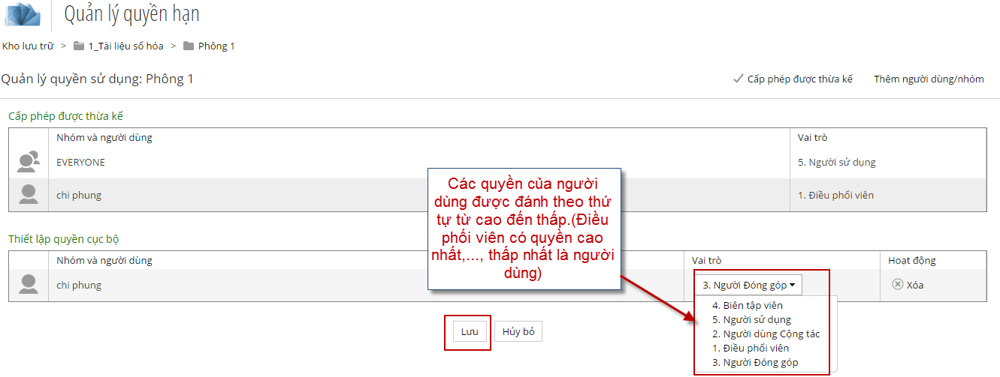 Quản lý quyền hạn
Kho lưu trữ > 1_Tài liệu số hóa > Phông 1
Quản lý quyền sử dụng: Phông 1
Cấp phép được thừa kế
Thêm người dùng/nhóm
Cấp phép được thừa kế
Nhóm và người dùng
Vai trò
EVERYONE
5. Người sử dụng
chi phung
1. Điều phối viên
Các quyền của người
dùng được đánh theo thứ
tự từ cao đến thấp.(Điều
phối viên có quyền cao
nhất,..., thấp nhất là người
dùng)
Thiết lập quyền cục bộ
Nhóm và người dùng
Vai trò
Hoạt động
chi phung
3. Người Đóng góp
Xóa
4. Biên tập viên
5. Người sử dụng
2. Người dùng Cộng tác
1. Điều phối viên
3. Người Đóng góp
Lưu
Hủy bỏ